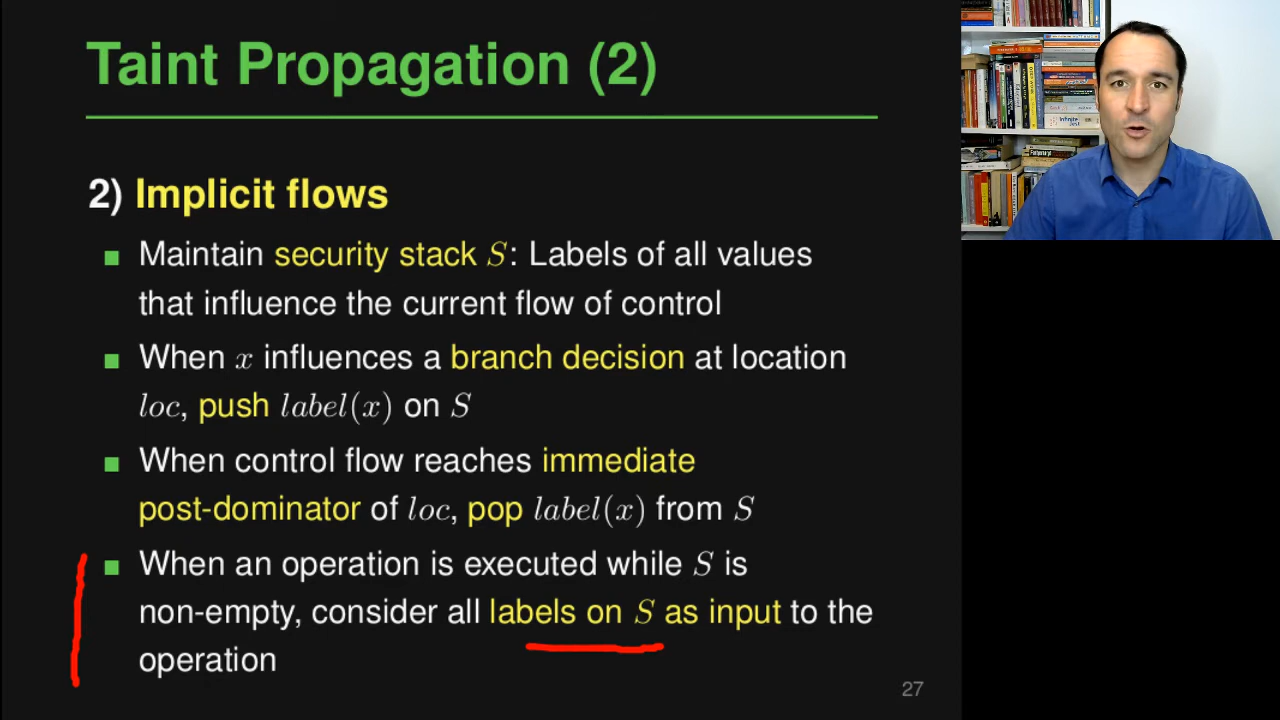 Taint Propagation (2)
2) Implicit flows
Maintain security stack S: Labels of all values
that influence the current flow of control
When x influences a branch decision at location
loc, push label(x) on S
When control flow reaches immediate
post-dominator of loc, pop label(x) from S
When an operation is executed while S is
non-empty, consider all labels on S as input to the
operation
27
Infinite
Jest